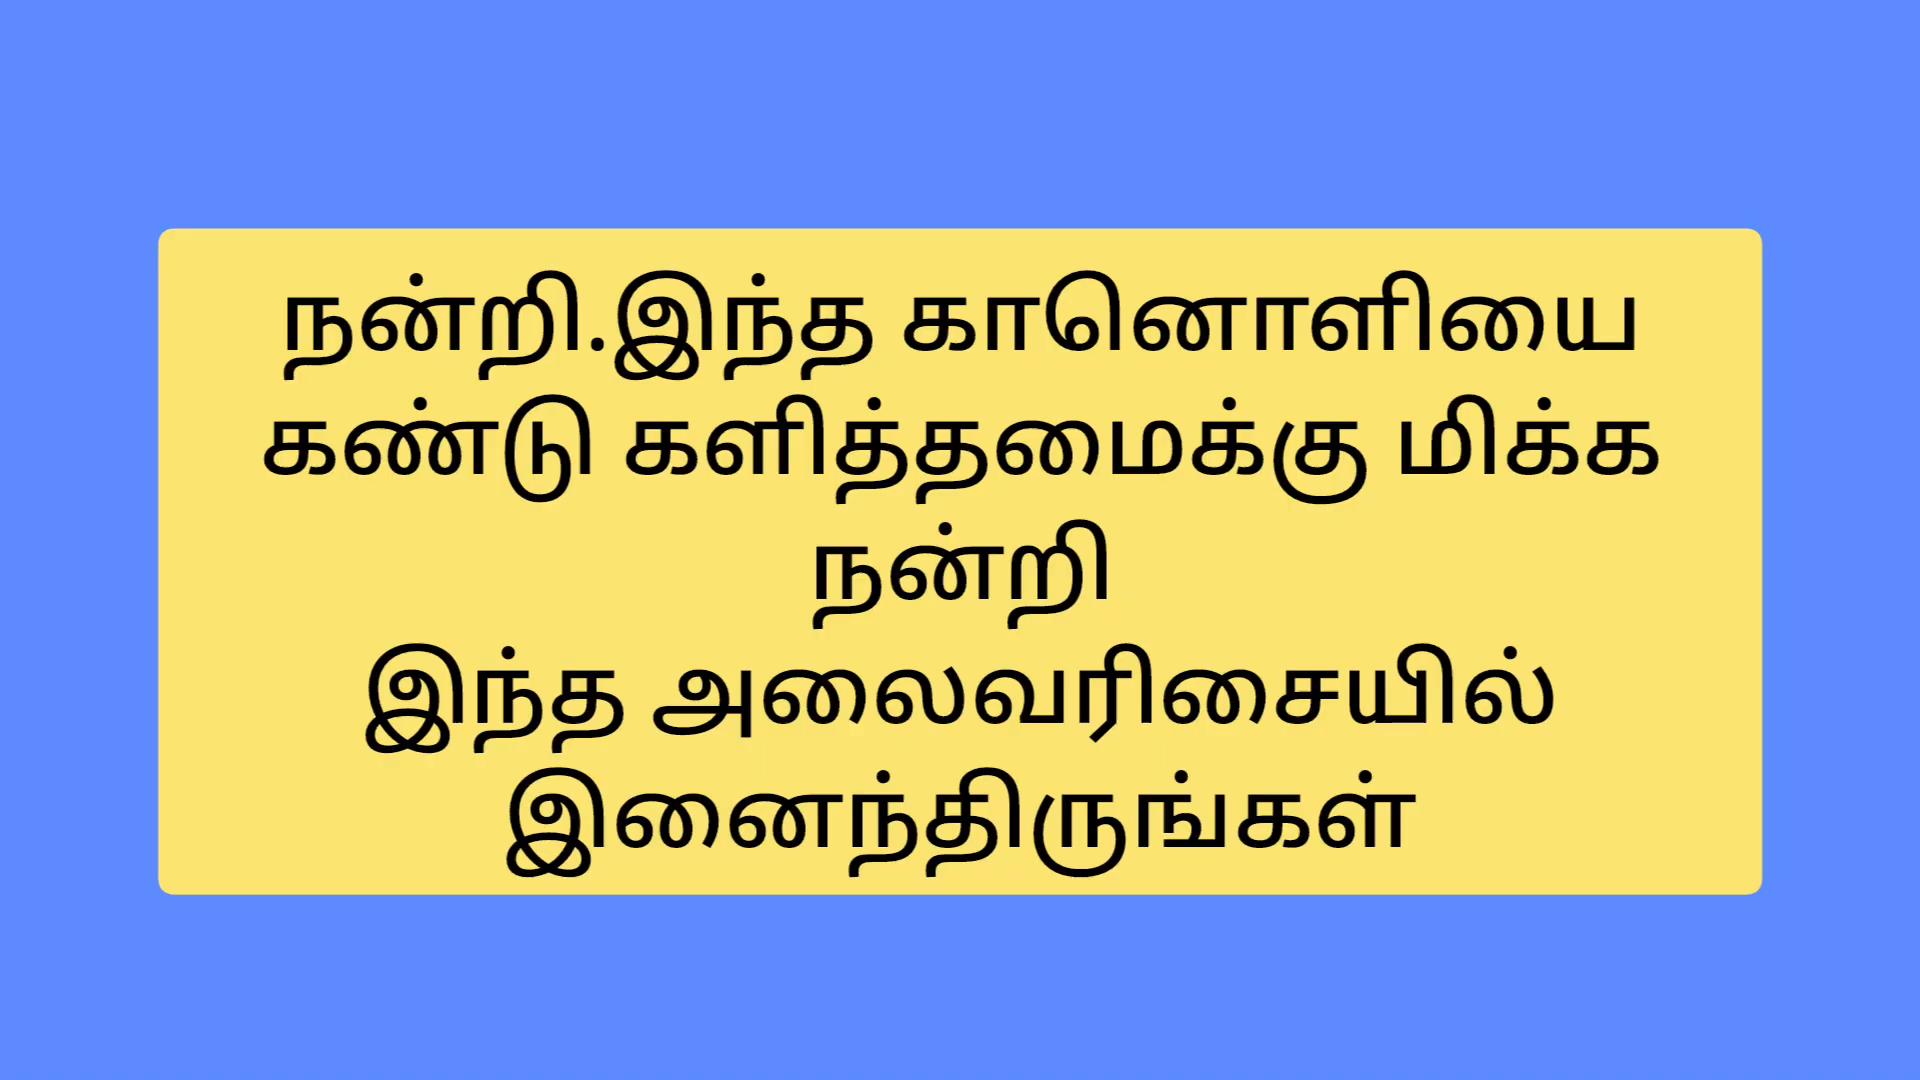 நன்றி.இந்த கானொளியை
கண்டு களித்தமைக்கு மிக்க
நன்றி
இந்த அலைவரிசையில்
இனைந்திருங்கள்